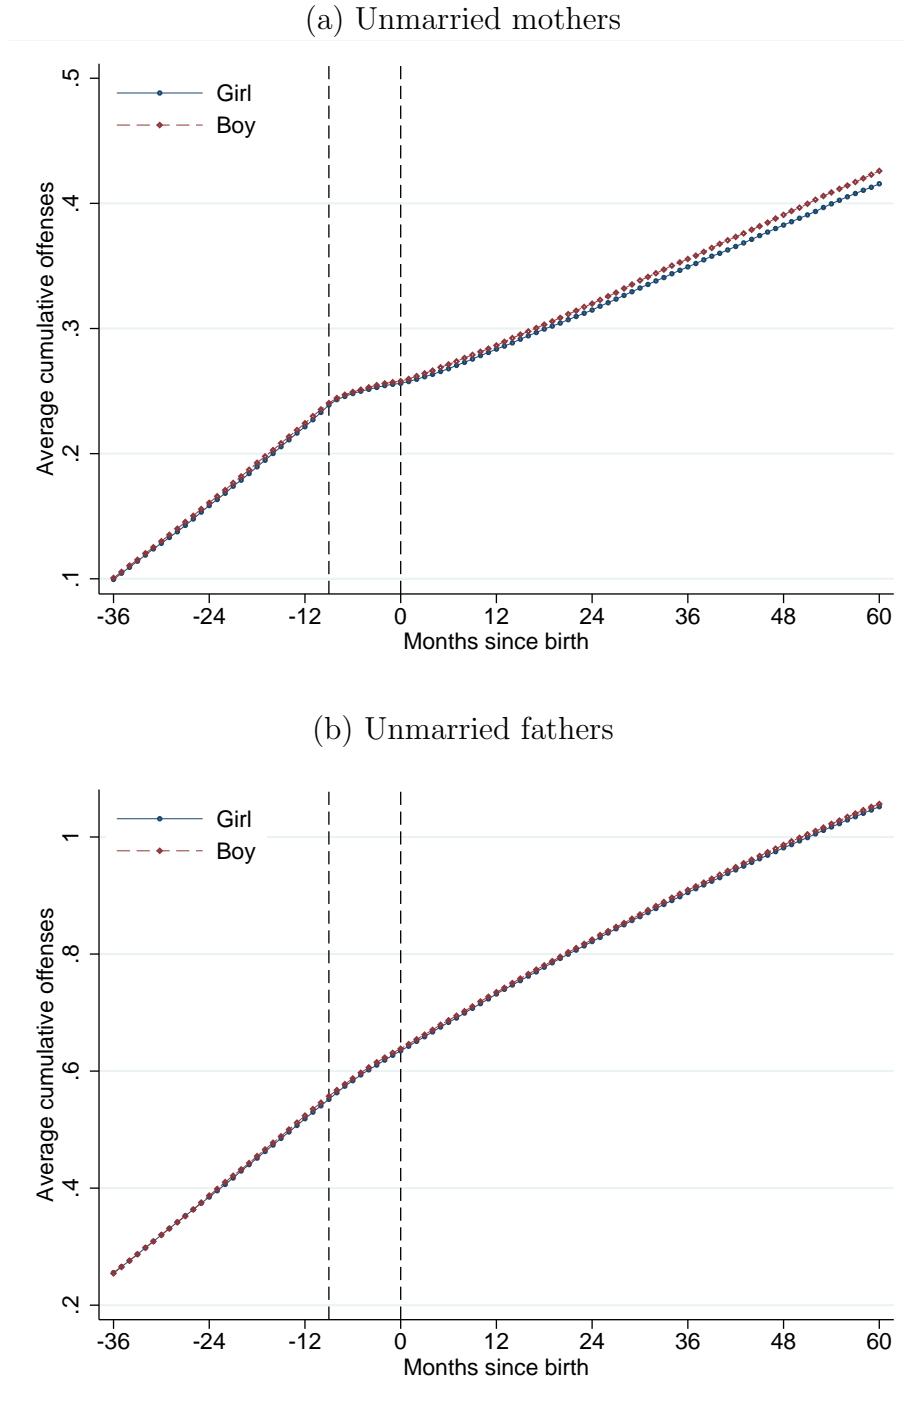 (a) Unmarried mothers
.5
Girl
Boy
.4
.3
.2
.1
Average cumulative offenses
-36 -24 -12 0 12 24 36 48 60
Months since birth
(b) Unmarried fathers
Girl
Boy
1
.8
.6
.4
.2
Average cumulative offenses
-36 -24 -12 0 12 24 36 48 60
Months since birth